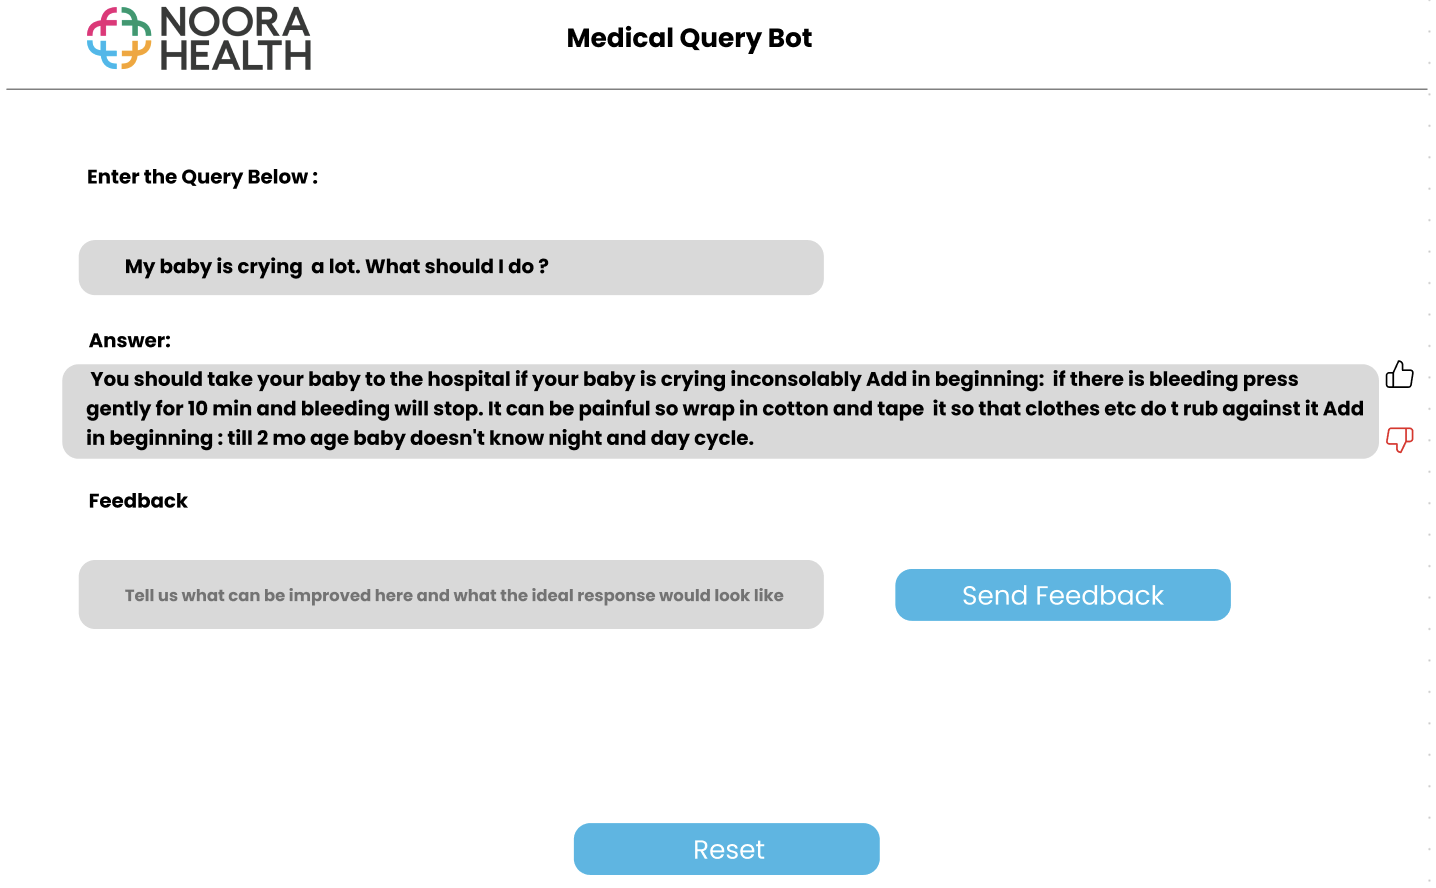 NOORA
HEALTH
Medical Query Bot
Enter the Query Below :
My baby is crying  a lot. What should I do ?
Answer:
You should take your baby to the hospital if your baby is crying inconsolably Add in beginning:  if there is bleeding press
gently for 10 min and bleeding will stop. It can be painful so wrap in cotton and tape  it so that clothes etc do t rub against it Add
in beginning : till 2 mo age baby doesn't know night and day cycle.
Feedback
Tell us what can be improved here and what the ideal response would look like
Send Feedback
Reset